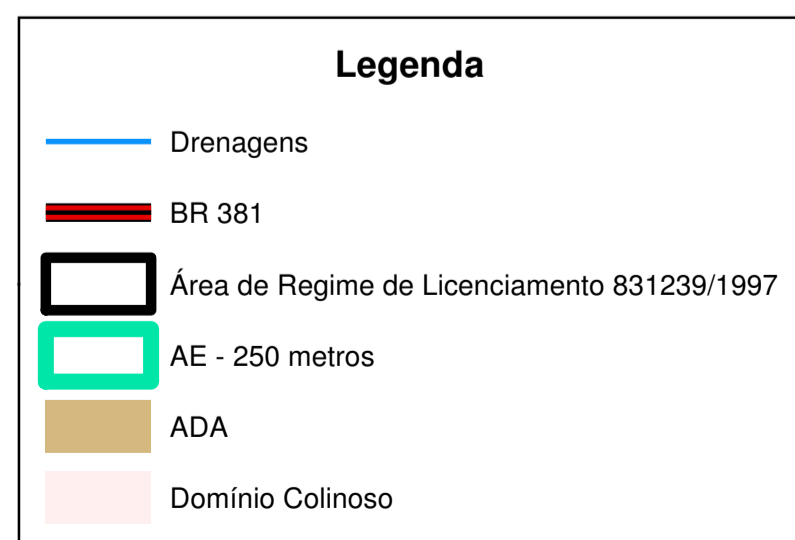 Legenda
Drenagens
BR 381
Área de Regime de Licenciamento 831239/1997
AE - 250 metros
ADA
Domínio Colinoso